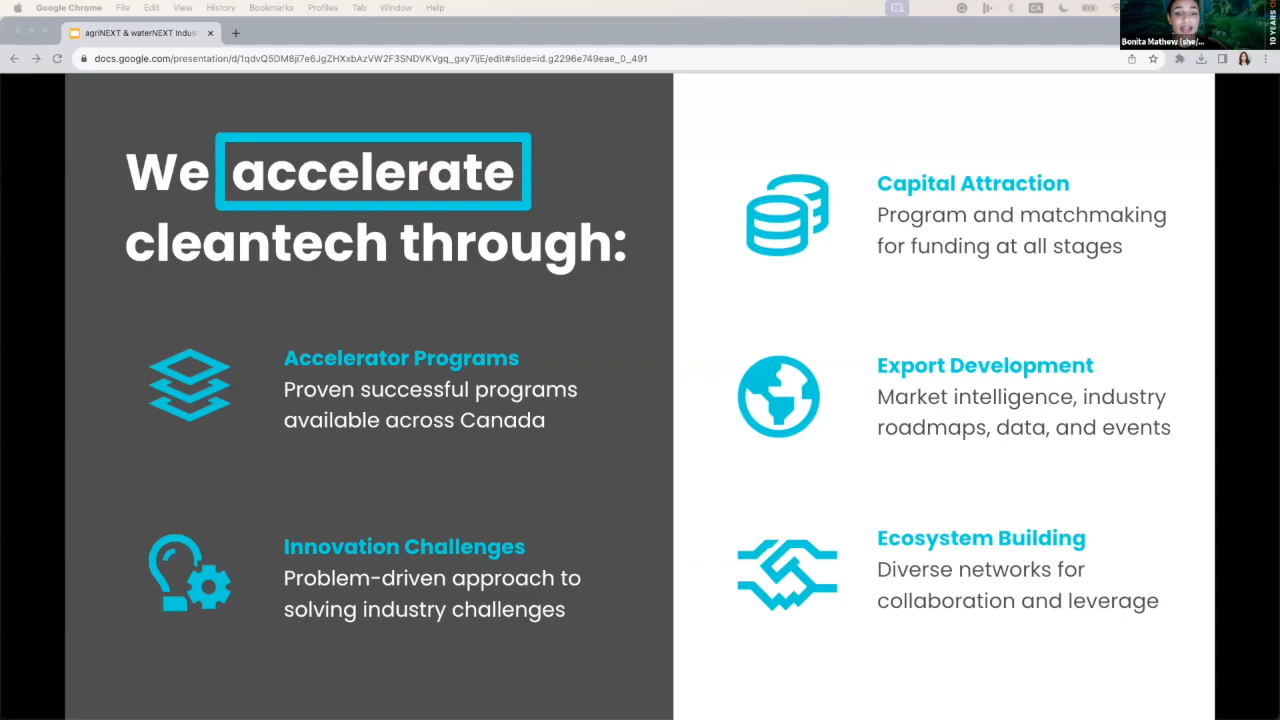 Google Chrome File Edit View History Bookmarks Profiles Tab Window Help
CA
agriNEXT & waterNEXT Indus
docs.google.com/presentation/d/1qdvQ5DM8ji7e6JgZHXxbAzVW2F3SNDVKVgq_gxy7ijE/edit#slide=id.g2296e749eae_0_491
Bonita Mathew (she/...
10 YEARS OF
We accelerate
cleantech through:
Accelerator Programs
Proven successful programs
available across Canada
Innovation Challenges
Problem-driven approach to
solving industry challenges
Capital Attraction
Program and matchmaking
for funding at all stages
Export Development
Market intelligence, industry
roadmaps, data, and events
Ecosystem Building
Diverse networks for
collaboration and leverage